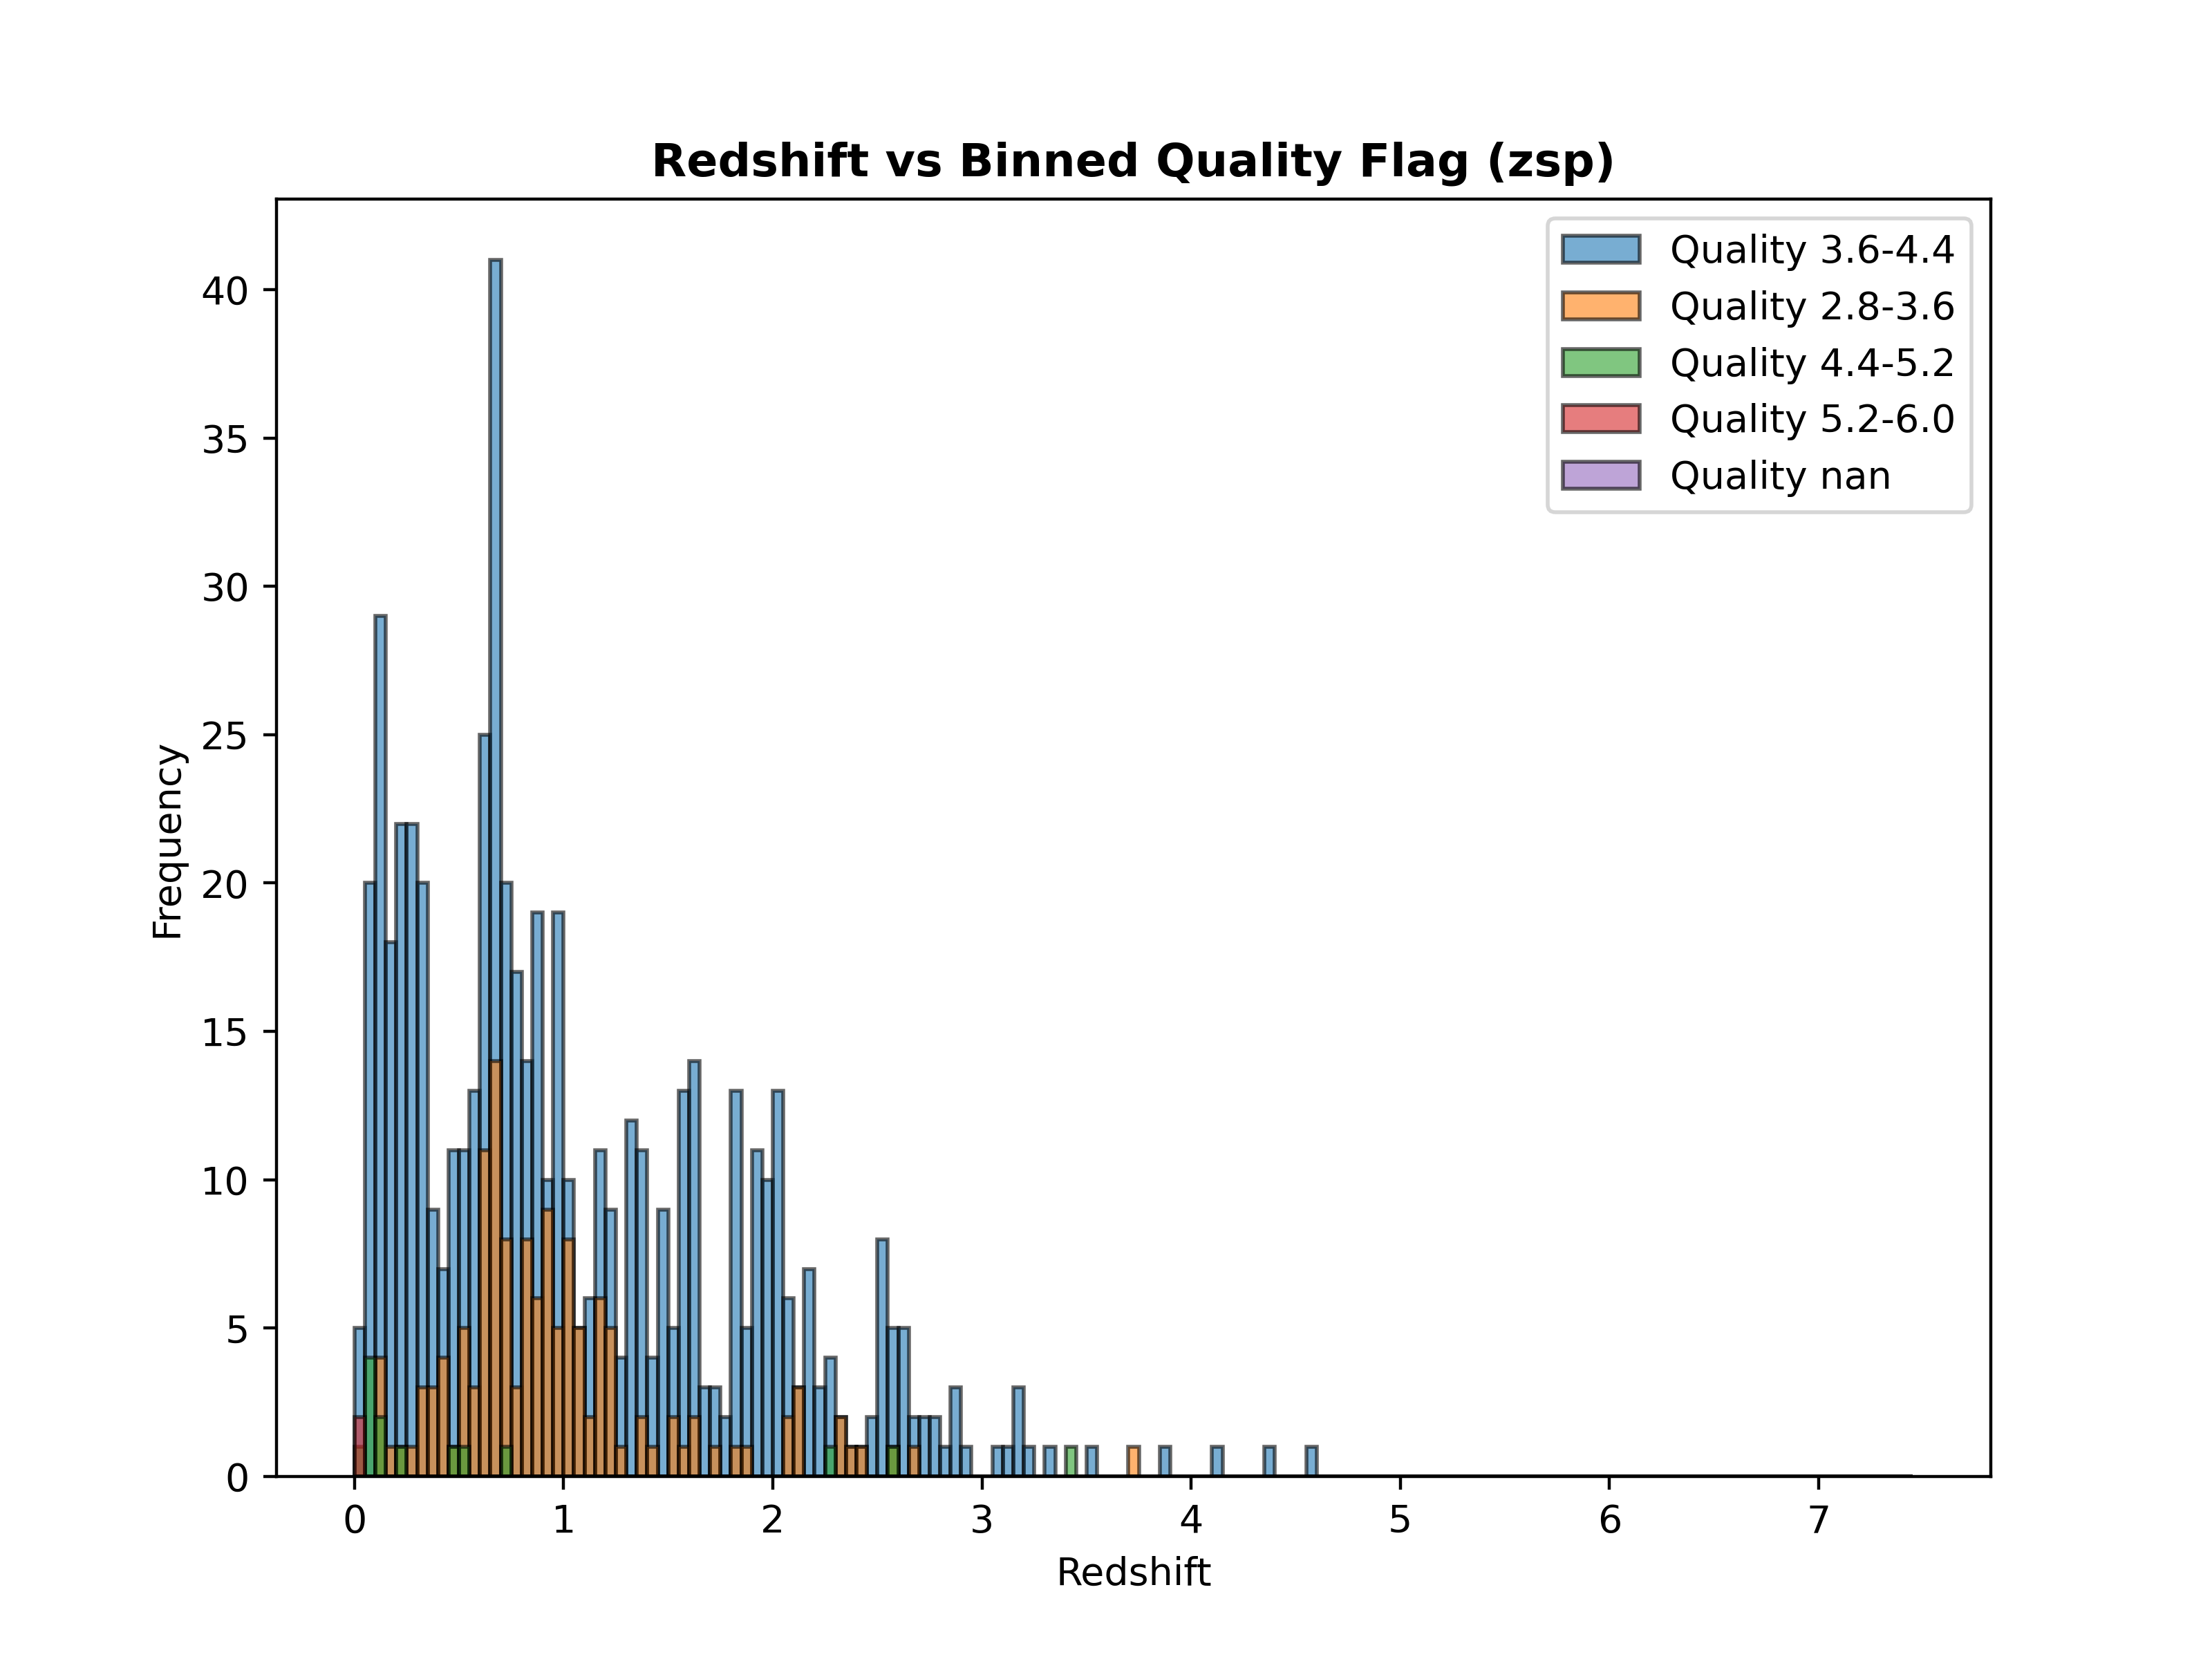 Redshift vs Binned Quality Flag (zsp)
Quality 3.6-4.4
Quality 2.8-3.6
Quality 4.4-5.2
Quality 5.2-6.0
Quality nan
Frequency
40
35
30
25
20
15
10
5
0
0 1 2 3 4 5 6 7
Redshift